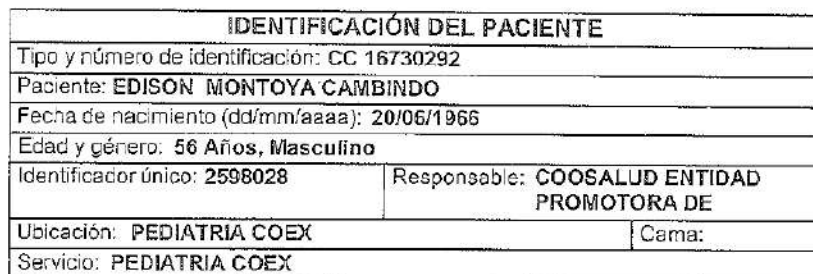 IDENTIFICACIÓN DEL PACIENTE
Tipo y número de identificación: CC 16730292
Paciente: EDISON MONTOYA CAMBINDO
Fecha de nacimiento (dd/mm/aaaa): 20/06/1966
Edad y género: 56 Años, Masculino
Identificador único: 2598028 Responsable: COOSALUD ENTIDAD
PROMOTORA DE
Ubicación: PEDIATRIA COEX Cama:
Servicio: PEDIATRIA COEX